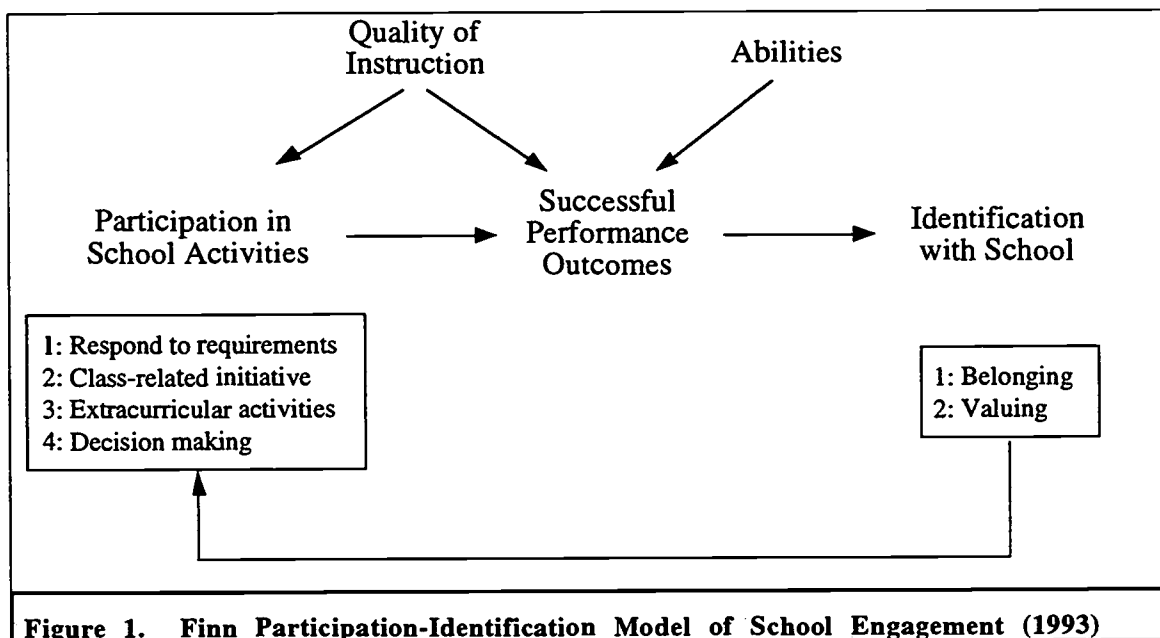 Quality of
Instruction
Abilities
Participation in
School Activities
Successful
Performance
Outcomes
Identification
with School
1: Respond to requirements
2: Class-related initiative
3: Extracurricular activities
4: Decision making
1: Belonging
2: Valuing
Figure 1. Finn Participation-Identification Model of School Engagement (1993)